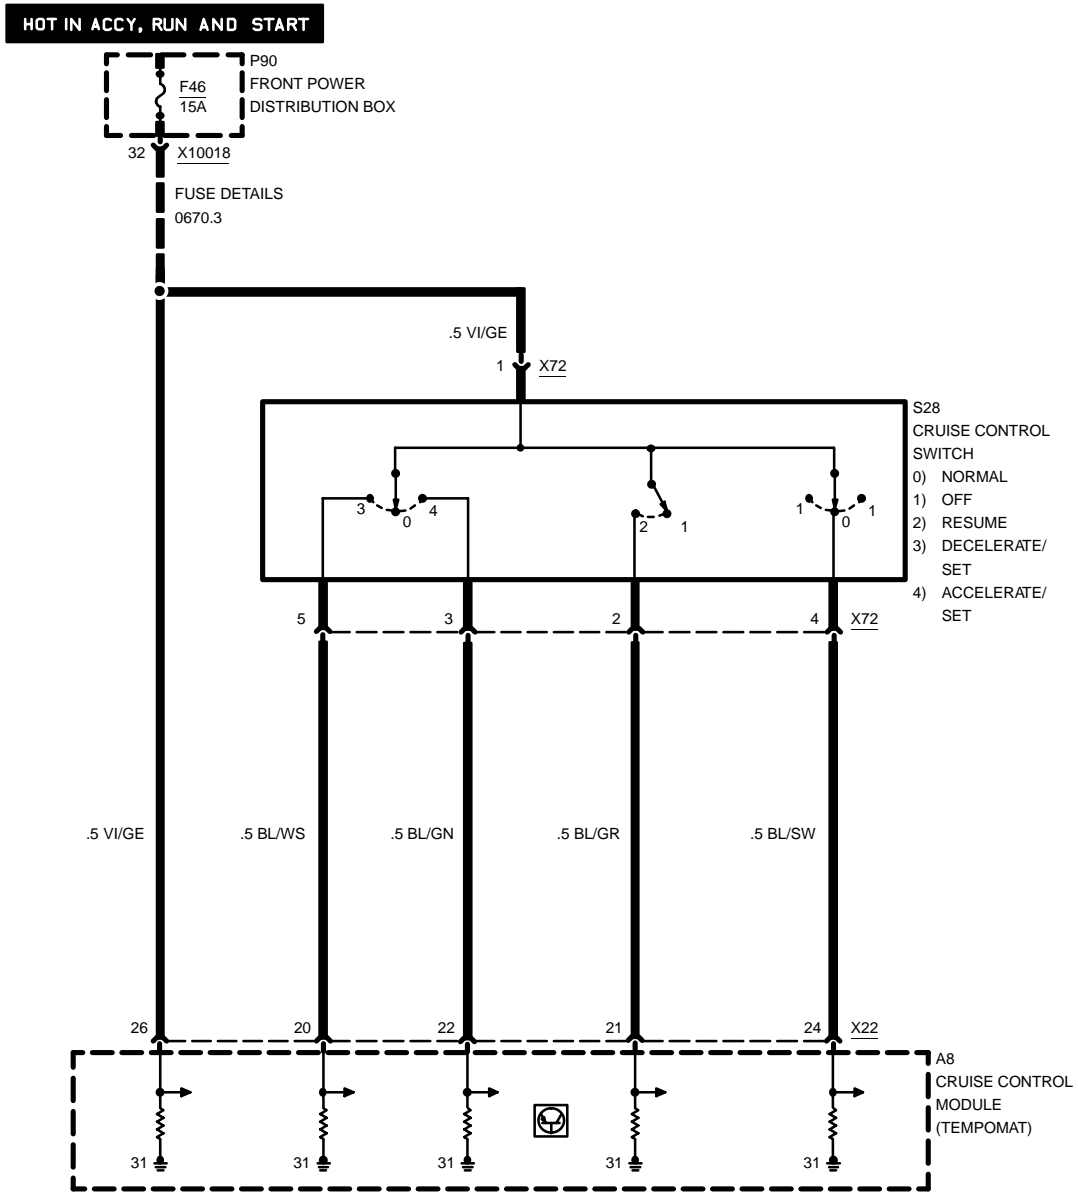 HOT IN ACCY, RUN AND START
P90
FRONT POWER
DISTRIBUTION BOX
F46
15A
32 X10018
FUSE DETAILS
0670.3
.5 VI/GE
1 X72
S28
CRUISE CONTROL
SWITCH
0) NORMAL
1) OFF
2) RESUME
3) DECELERATE/
SET
4) ACCELERATE/
SET
3 0 4
2 1
1 0 1
5 3 2 4 X72
.5 VI/GE .5 BL/WS .5 BL/GN .5 BL/GR .5 BL/SW
26 20 22 21 24 X22
A8
CRUISE CONTROL
MODULE
(TEMPOMAT)
31 31 31 31 31